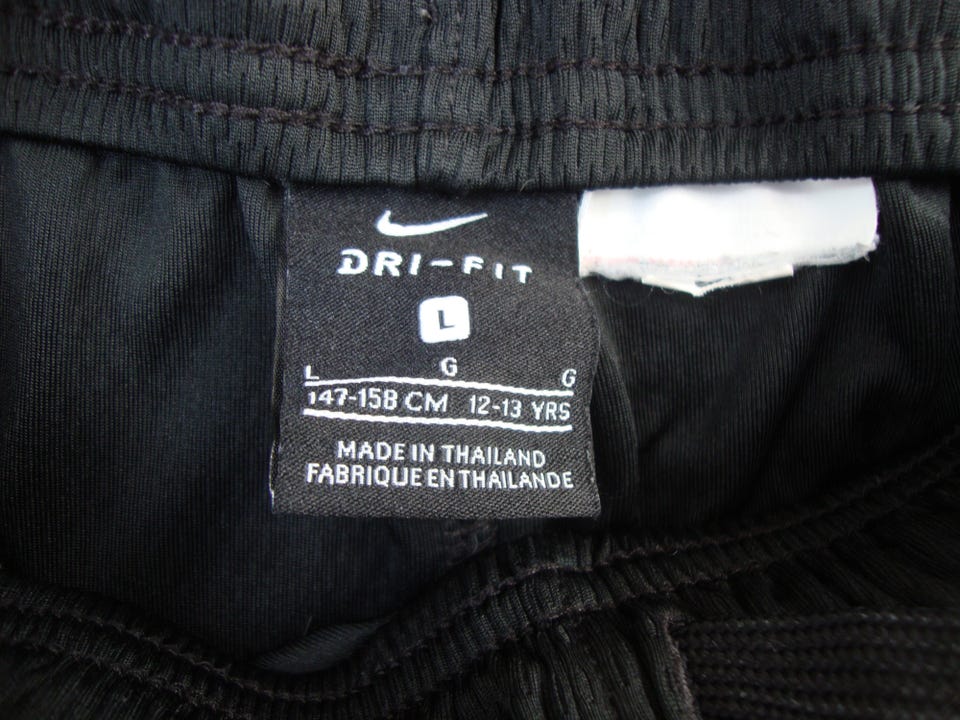 DRI-FIT
L
L G G
147-158 CM 12-13 YRS
MADE IN THAILAND
FABRIQUE EN THAILANDE